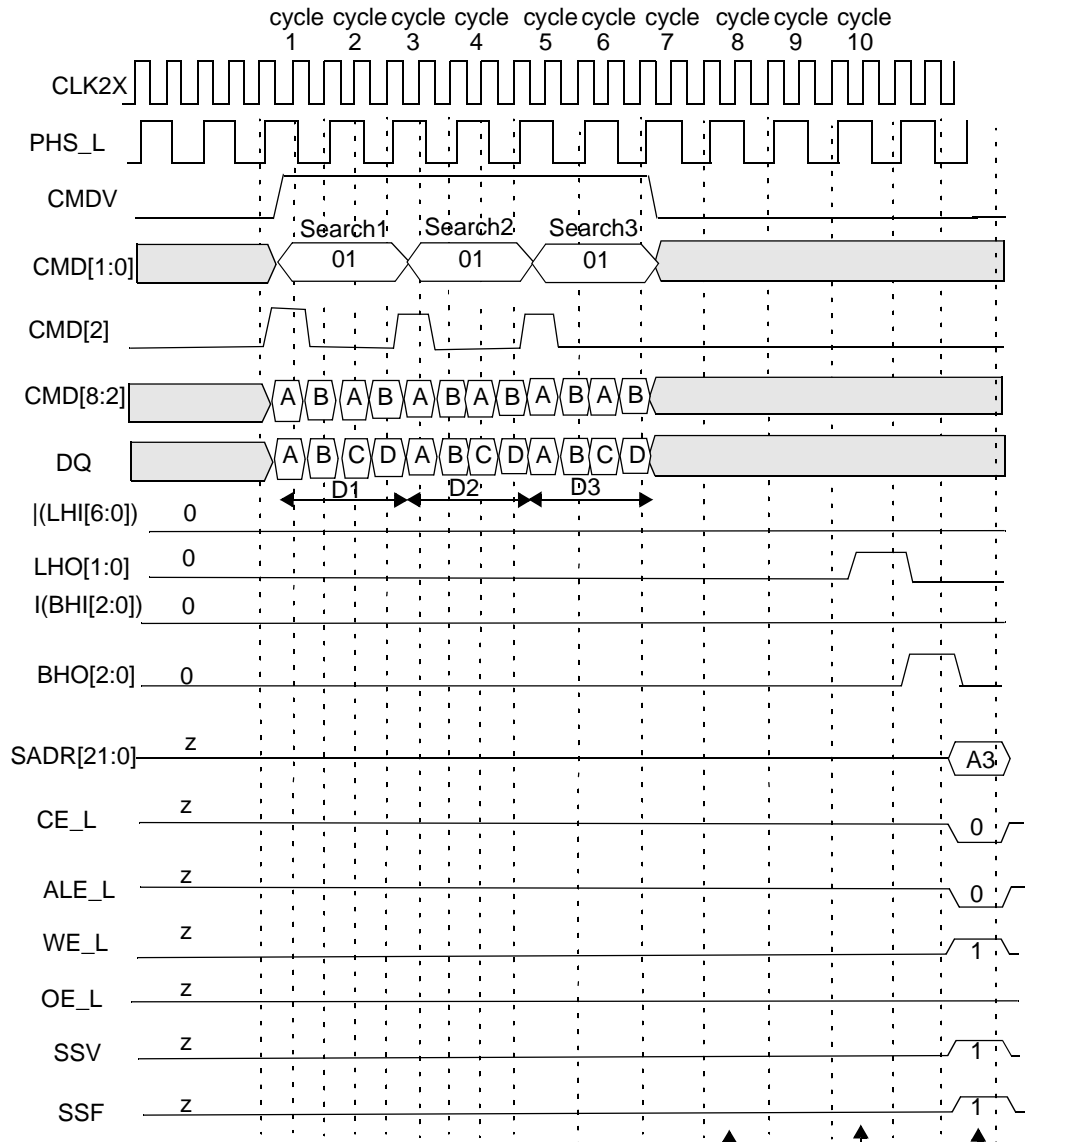 cycle cycle cycle cycle cycle cycle cycle cycle cycle cycle
1 2 3 4 5 6 7 8 9 10
CLK2X
PHS_L
CMDV
Search1 Search2 Search3
CMD[1:0] 01 01 01
CMD[2]
CMD[8:2] A B A B A B A B A B A B
DQ A B C D A B C D A B C D
D1 D2 D3
|(LHI[6:0]) 0
LHO[1:0] 0
I(BHI[2:0]) 0
BHO[2:0] 0
SADR[21:0] z A3
CE_L z 0
ALE_L z 0
WE_L z 1
OE_L z
SSV z 1
SSF z 1